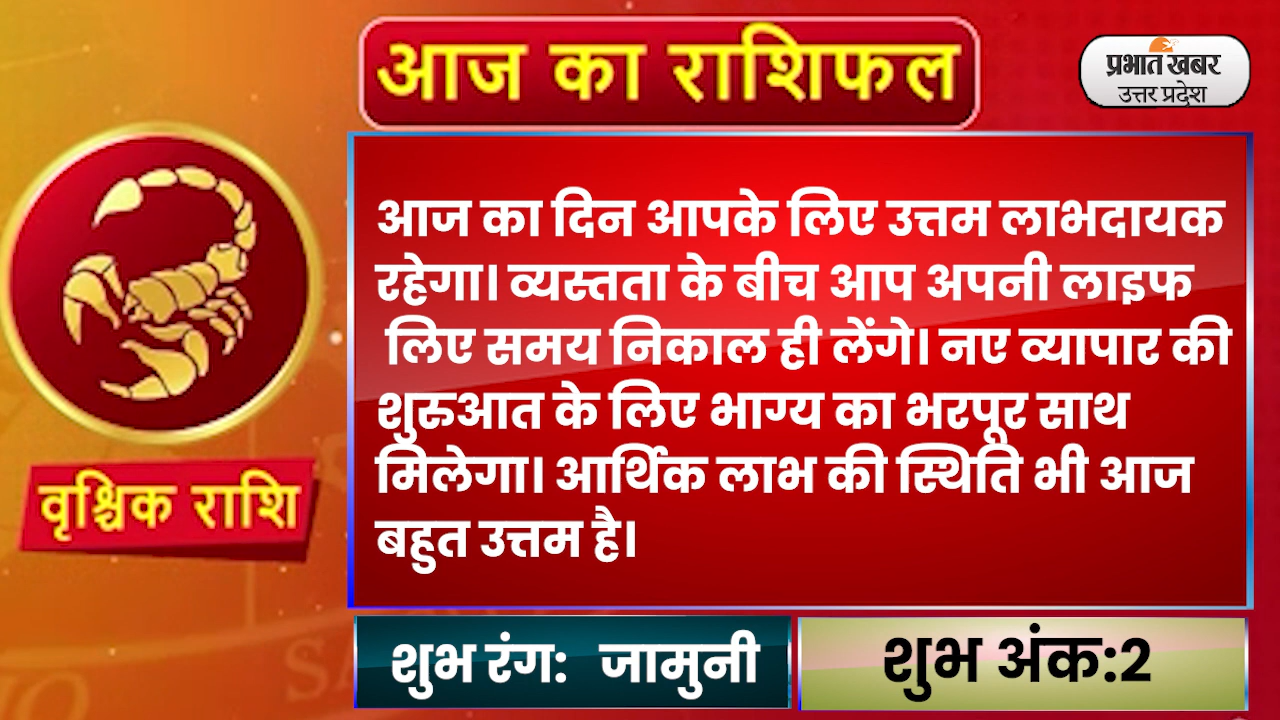 आज का राशिफल
प्रभात खबर
उत्तर प्रदेश
आज का दिन आपके लिए उत्तम लाभदायक
रहेगा। व्यस्तता के बीच आप अपनी लाइफ
लिए समय निकाल ही लेंगे। नए व्यापार की
शुरुआत के लिए भाग्य का भरपूर साथ
मिलेगा। आर्थिक लाभ की स्थिति भी आज
बहुत उत्तम है।
वृश्चिक राशि
शुभ रंग: जामुनी
शुभ अंक:2